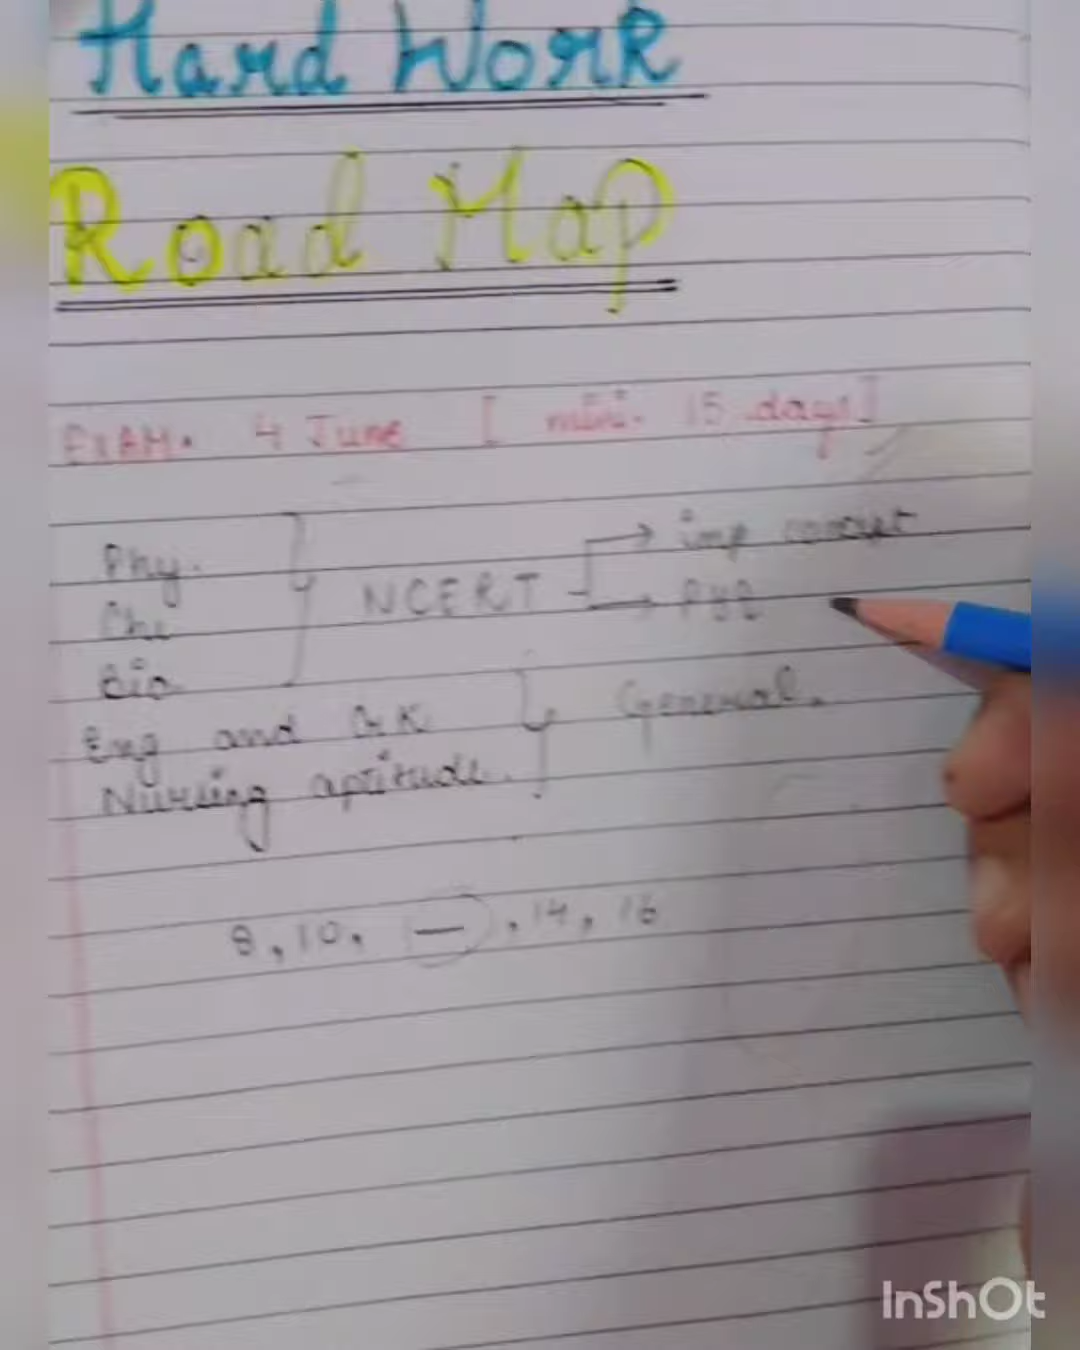 Hard Work
Road Map
EXAM. 4 June [ mini. 15 days]
Phy. 
Che
Bio
NCERT → imp concept
→ PYQ
Eng and G.K.
Nursing aptitude.
General.
8, 10, — , 14, 16
InShOt